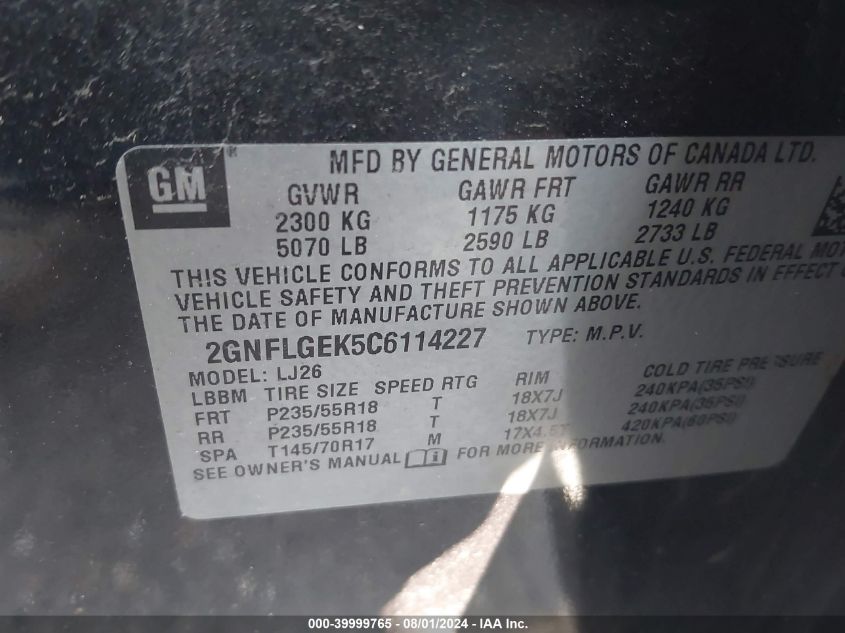 GM ®
MFD BY GENERAL MOTORS OF CANADA LTD.
GVWR GAWR FRT GAWR RR
2300 KG 1175 KG 1240 KG
5070 LB 2590 LB 2733 LB
THIS VEHICLE CONFORMS TO ALL APPLICABLE U.S. FEDERAL MOT
VEHICLE SAFETY AND THEFT PREVENTION STANDARDS IN EFFECT
THE DATE OF MANUFACTURE SHOWN ABOVE.
2GNFLGEK5C6114227 TYPE: M.P.V.
MODEL: LJ26
LBBM TIRE SIZE SPEED RTG RIM COLD TIRE PRESSURE
FRT P235/55R18 T 18X7J 240KPA(35PSI)
RR P235/55R18 T 18X7J 240KPA(35PSI)
SPA T145/70R17 M 17X4.5T 420KPA(60PSI)
SEE OWNER'S MANUAL FOR MORE INFORMATION.
000-39999765 - 08/01/2024 - IAA Inc.